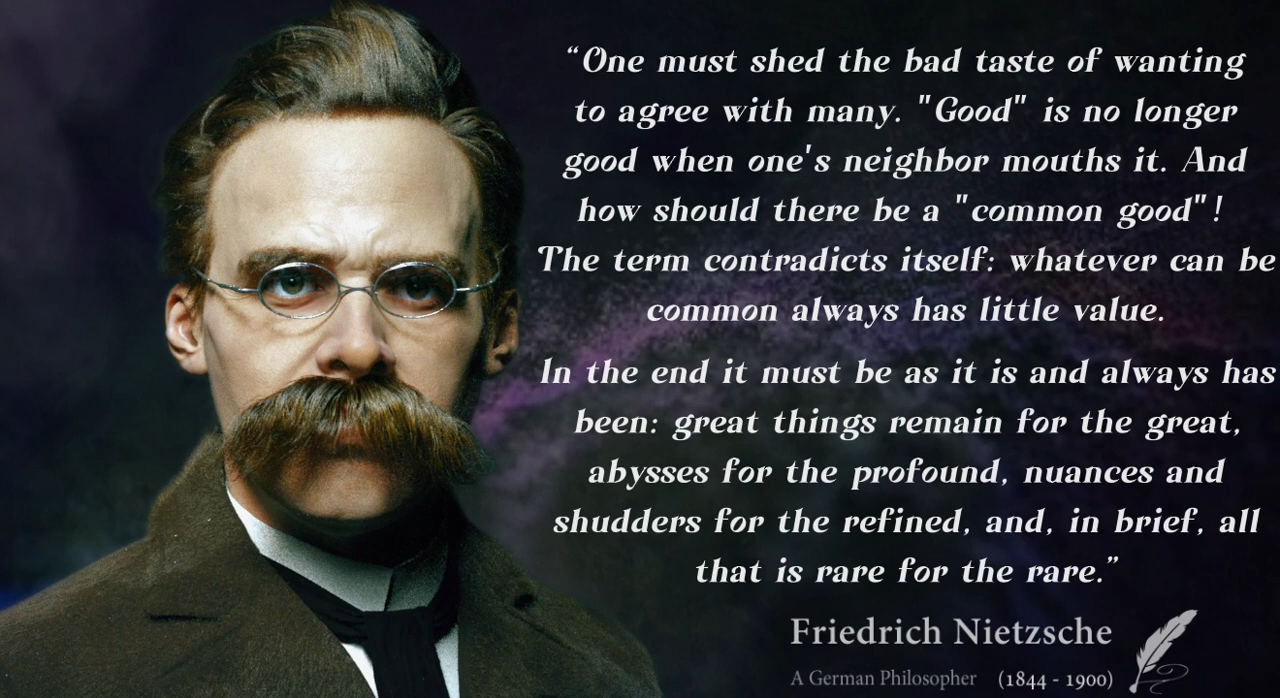 “One must shed the bad taste of wanting
to agree with many. "Good" is no longer
good when one's neighbor mouths it. And
how should there be a "common good"!
The term contradicts itself: whatever can be
common always has little value.
In the end it must be as it is and always has
been: great things remain for the great,
abysses for the profound, nuances and
shudders for the refined, and, in brief, all
that is rare for the rare.”
Friedrich Nietzsche
A German Philosopher (1844 - 1900)